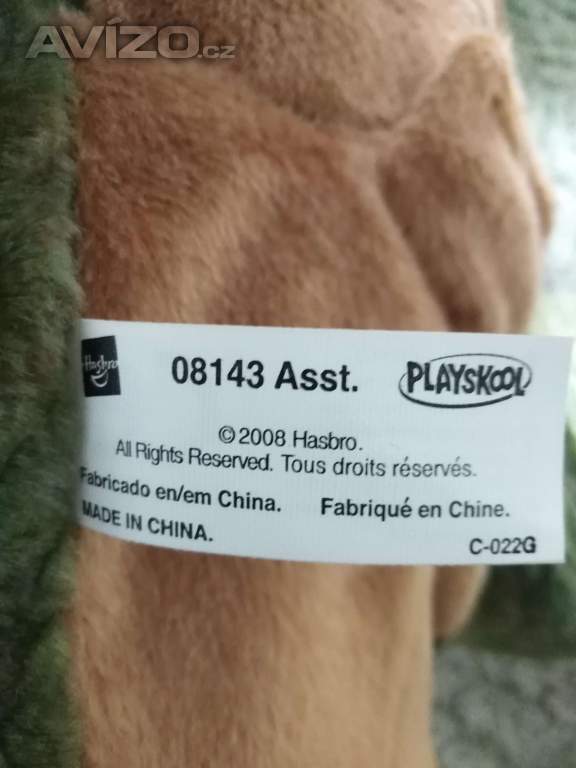 AVÍZO.cz
Hasbro
08143 Asst.
PLAYSKOOL
©2008 Hasbro.
All Rights Reserved. Tous droits réservés.
Fabricado en/em China. Fabriqué en Chine.
MADE IN CHINA.
C-022G